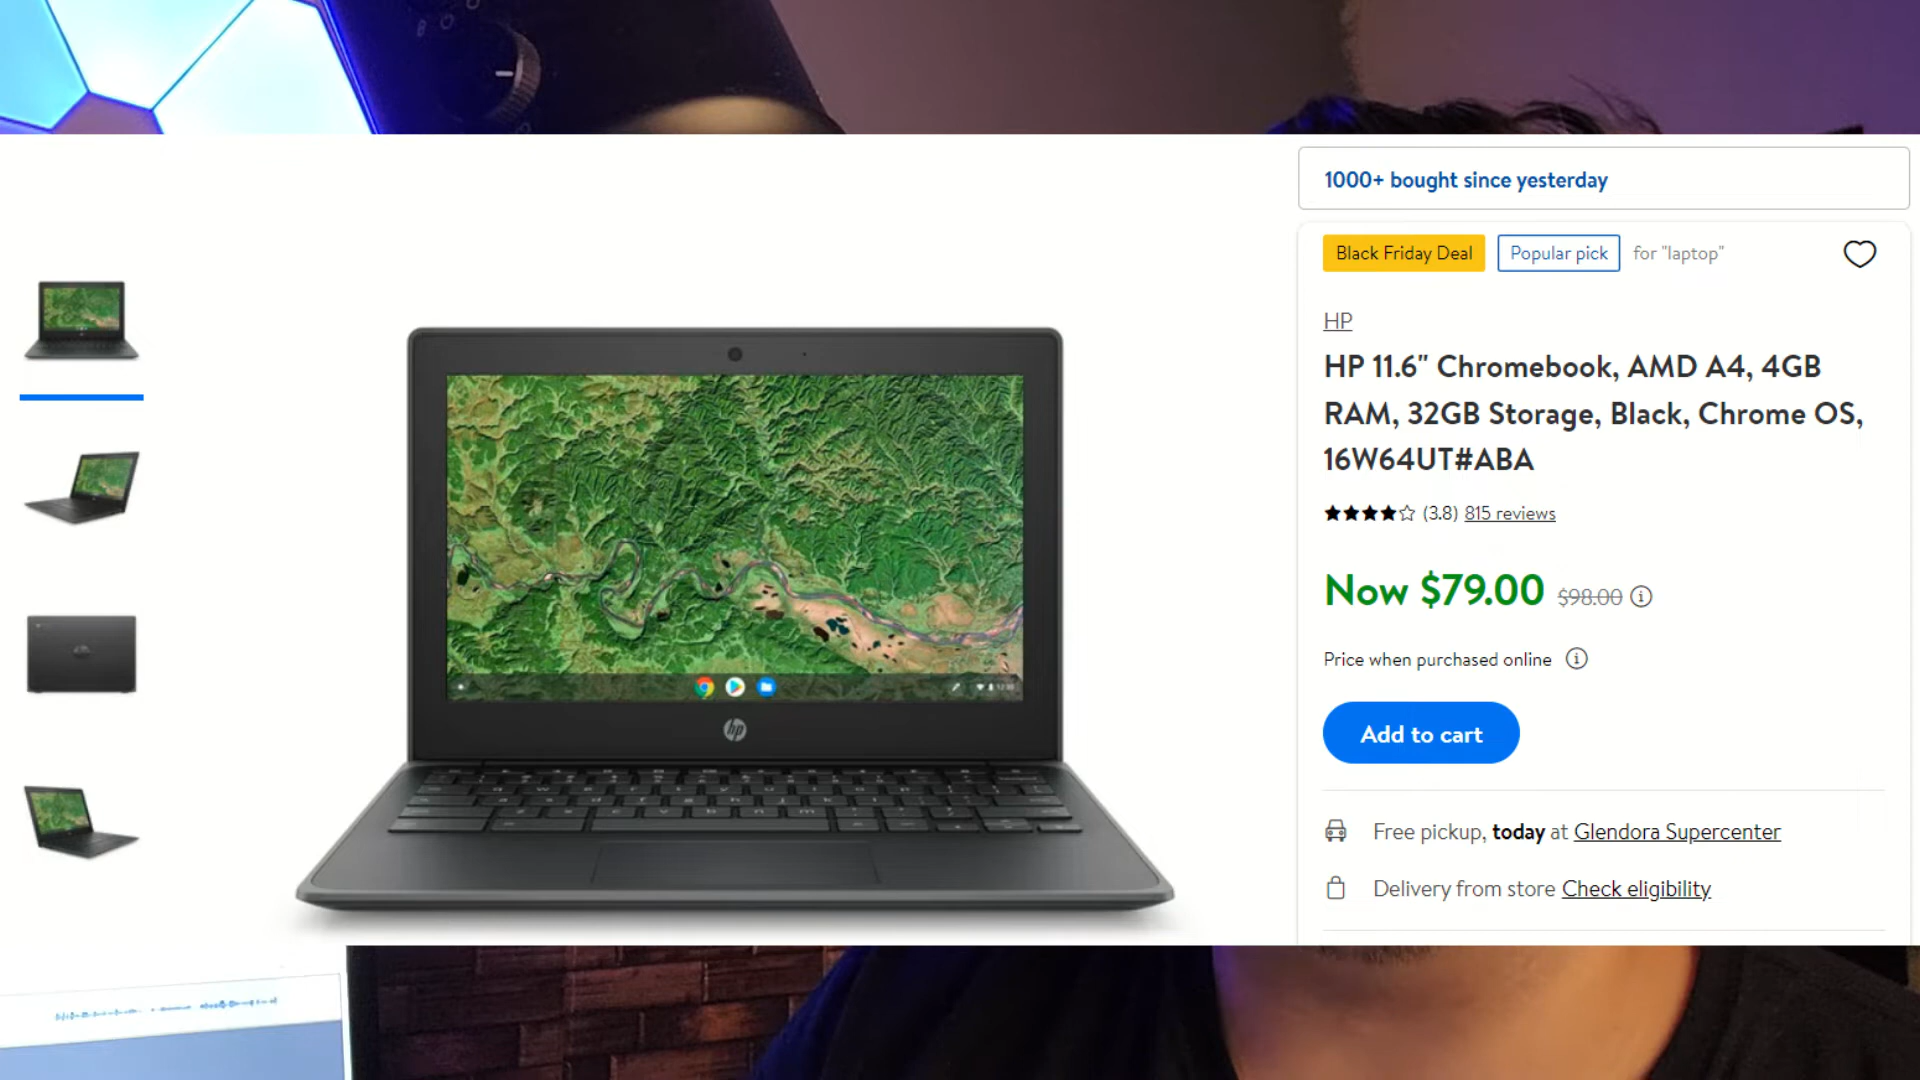 1000+ bought since yesterday
Black Friday Deal Popular pick for "laptop"
HP
HP 11.6" Chromebook, AMD A4, 4GB
RAM, 32GB Storage, Black, Chrome OS,
16W64UT#ABA
(3.8) 815 reviews
Now $79.00 $98.00
Price when purchased online
Add to cart
Free pickup, today at Glendora Supercenter
Delivery from store Check eligibility
hp